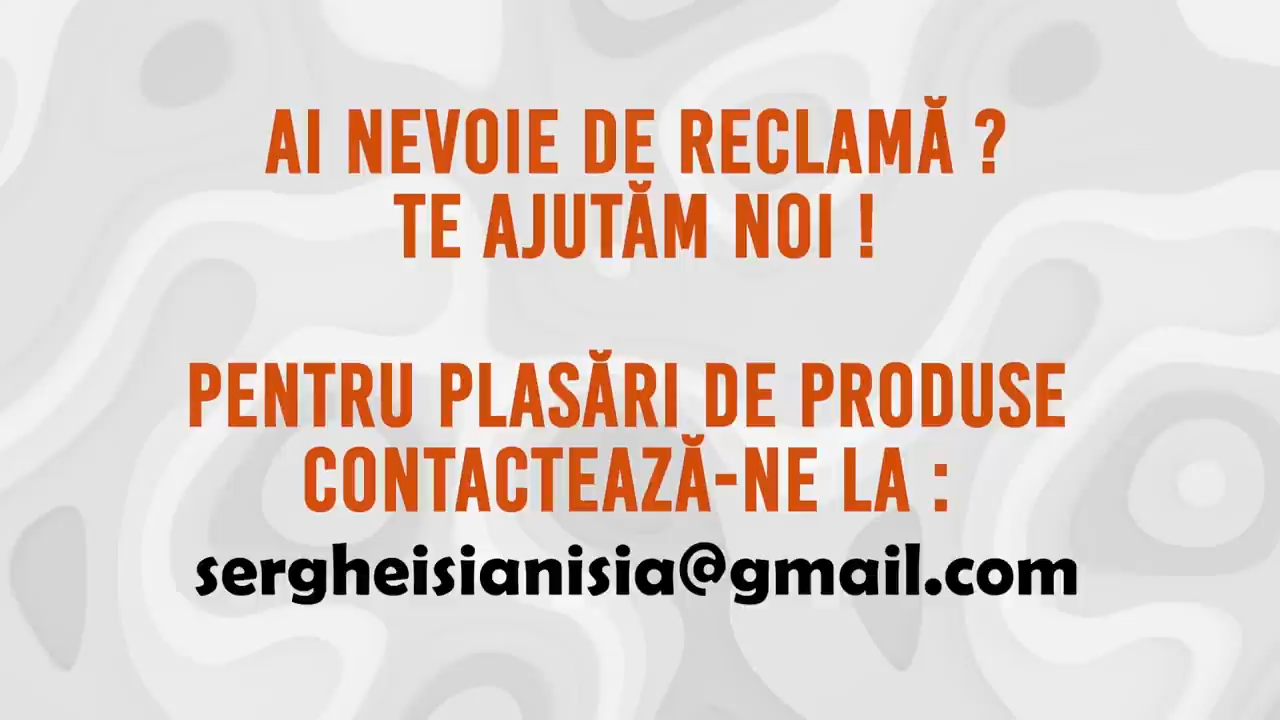 AI NEVOIE DE RECLAMĂ ?
TE AJUTĂM NOI !
PENTRU PLASĂRI DE PRODUSE
CONTACTEAZĂ-NE LA :
sergheisianisia@gmail.com